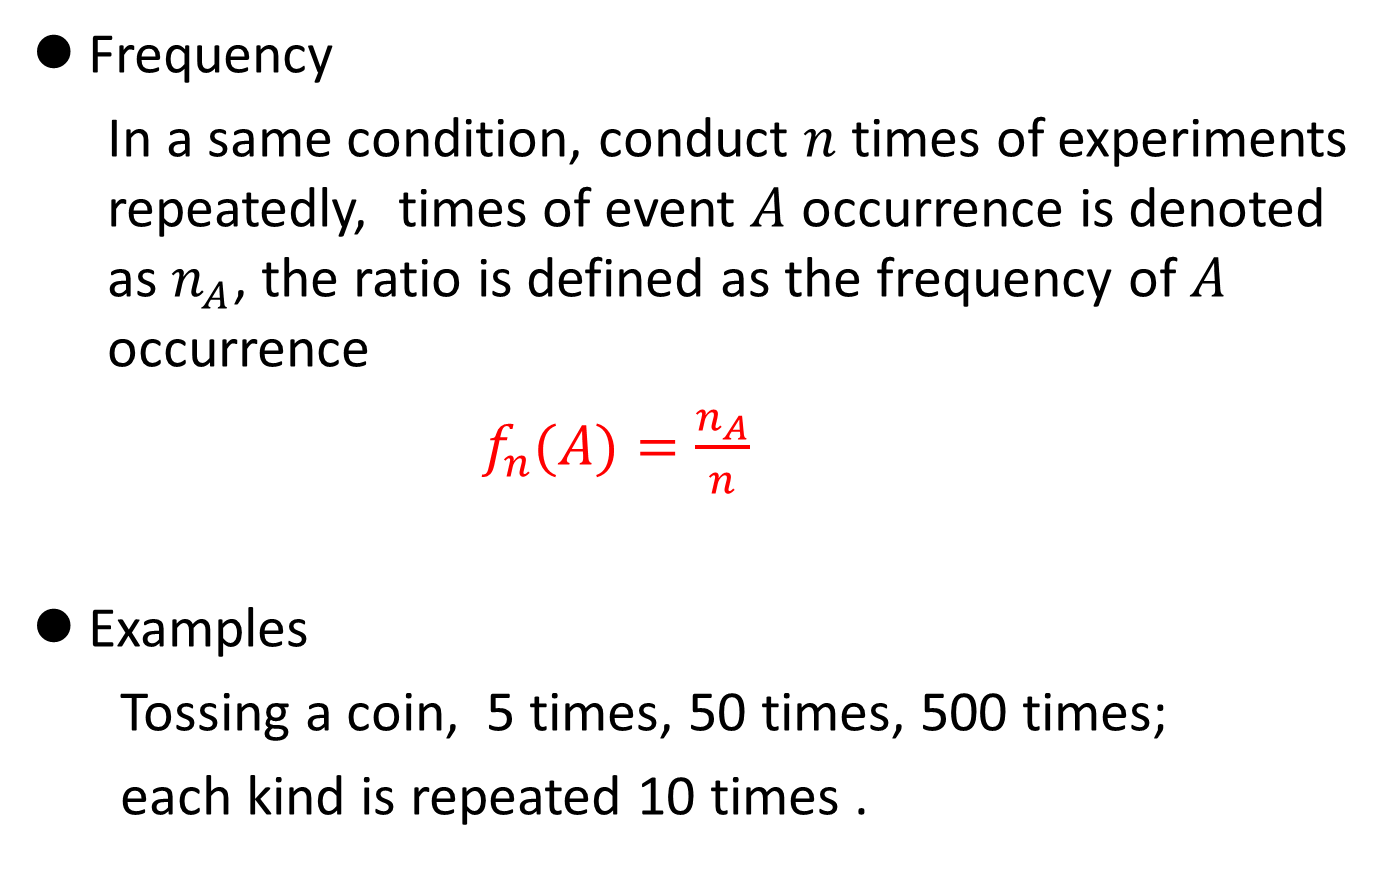 ● Frequency
In a same condition, conduct n times of experiments
repeatedly,  times of event A occurrence is denoted
as n_A, the ratio is defined as the frequency of A
occurrence
f_n(A) = n_A/n
● Examples
Tossing a coin,  5 times, 50 times, 500 times;
each kind is repeated 10 times .